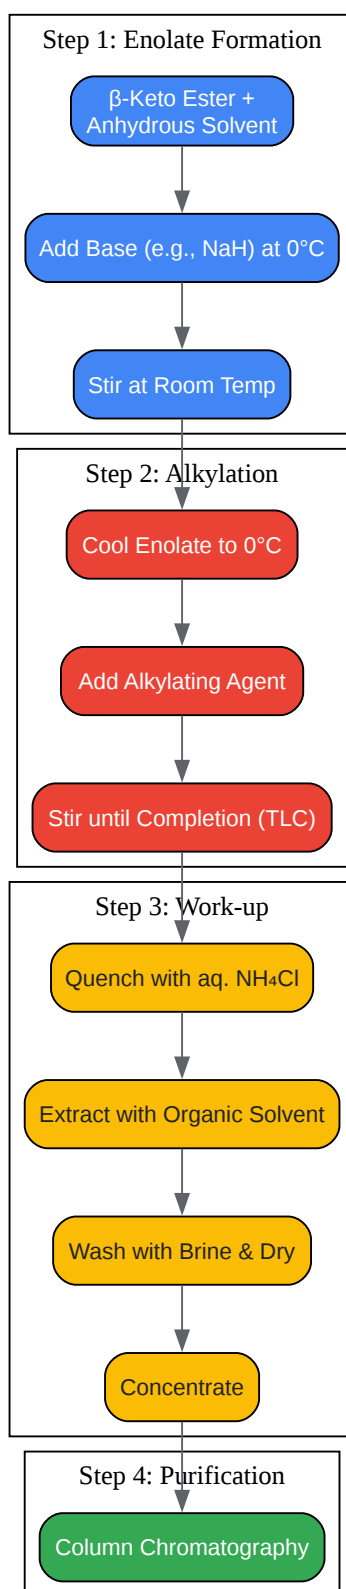 Step 1: Enolate Formation
β-Keto Ester +
Anhydrous Solvent
Add Base (e.g., NaH) at 0°C
Stir at Room Temp
Step 2: Alkylation
Cool Enolate to 0°C
Add Alkylating Agent
Stir until Completion (TLC)
Step 3: Work-up
Quench with aq. NH₄Cl
Extract with Organic Solvent
Wash with Brine & Dry
Concentrate
Step 4: Purification
Column Chromatography